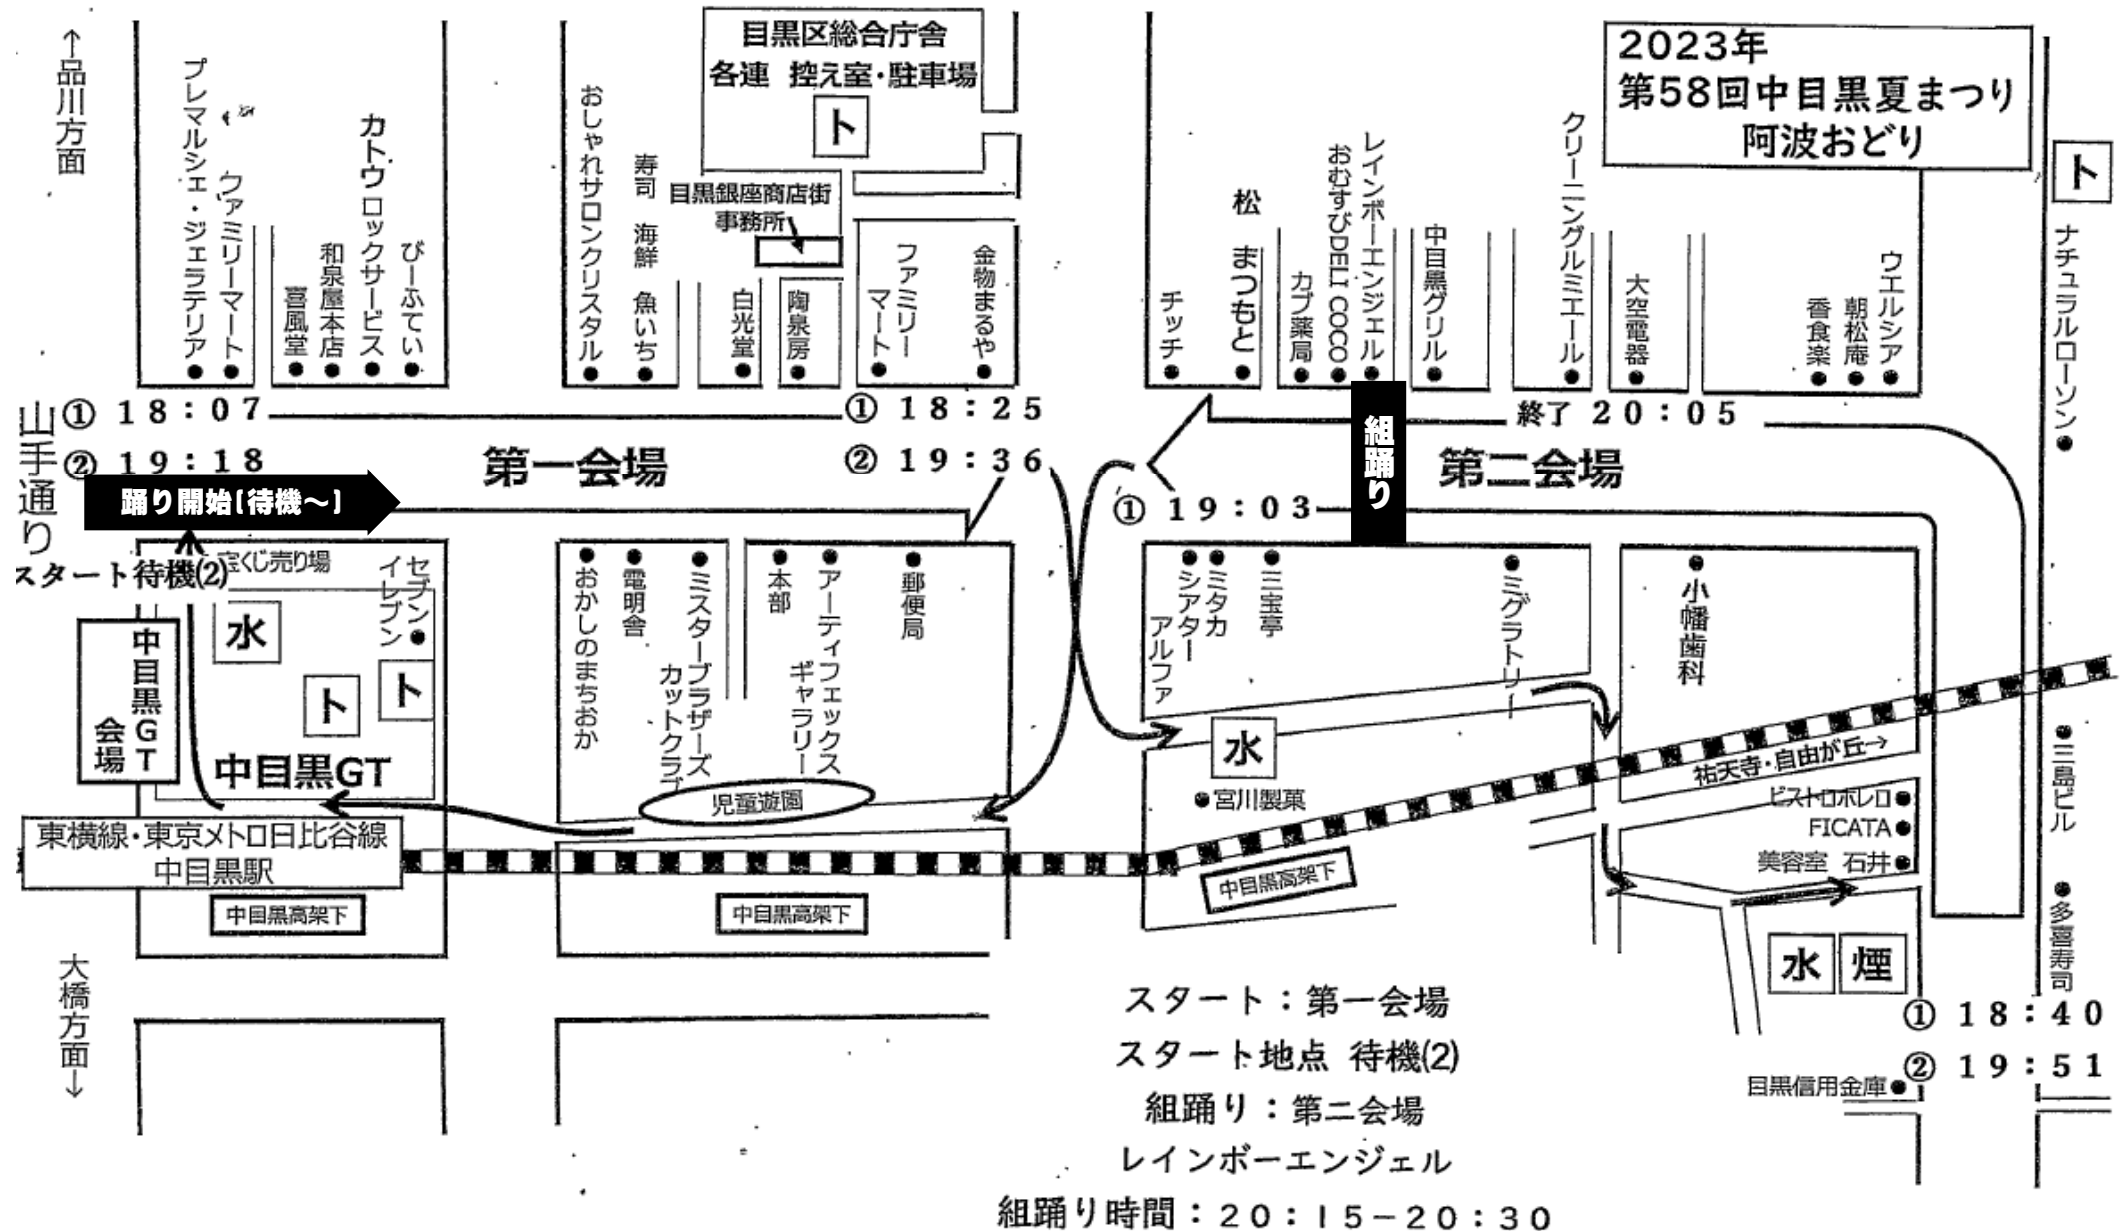 2023年
第58回中目黒夏まつり
阿波おどり
↑品川方面
プレマルシェ・ジェラテリア
ファミリーマート
喜風堂
和泉屋本店
カトウロックサービス
びーふてい
おしゃれサロンクリスタル
寿司 海鮮 魚いち
目黒区総合庁舎
各連 控え室・駐車場
ト
目黒銀座商店街
事務所
白光堂
陶泉房
ファミリー
マート
金物まるや
チッチ
松 まつもと
カブ薬局
おむすびDELI COCO
レインボーエンジェル
中目黒グリル
クリーニングルミエール
大空電器
香食楽
朝松庵
ウエルシア
ト
ナチュラルローソン
山手通り
① 18:07
② 19:18
第一会場
① 18:25
② 19:36
組踊り
終了 20:05
第二会場
① 19:03
踊り開始(待機～)
スタート待機(2)
宝くじ売り場
セブン
イレブン
水
ト
ト
中目黒GT
会場
中目黒GT
おかしのまちおか
電明舎
ミスターブラザーズ
カットクラブ
本部
アーティフェックス
ギャラリー
郵便局
児童遊園
シアター
アルファ
ミタカ
三宝亭
ミグラトリー
小幡歯科
水
宮川製菓
祐天寺・自由が丘→
ビストロボレロ
FICATA
美容室 石井
三島ビル
多喜寿司
東横線・東京メトロ日比谷線
中目黒駅
中目黒高架下
中目黒高架下
中目黒高架下
水
煙
大橋方面↓
① 18:40
② 19:51
目黒信用金庫
スタート：第一会場
スタート地点 待機(2)
組踊り：第二会場
レインボーエンジェル
組踊り時間：20:15－20:30